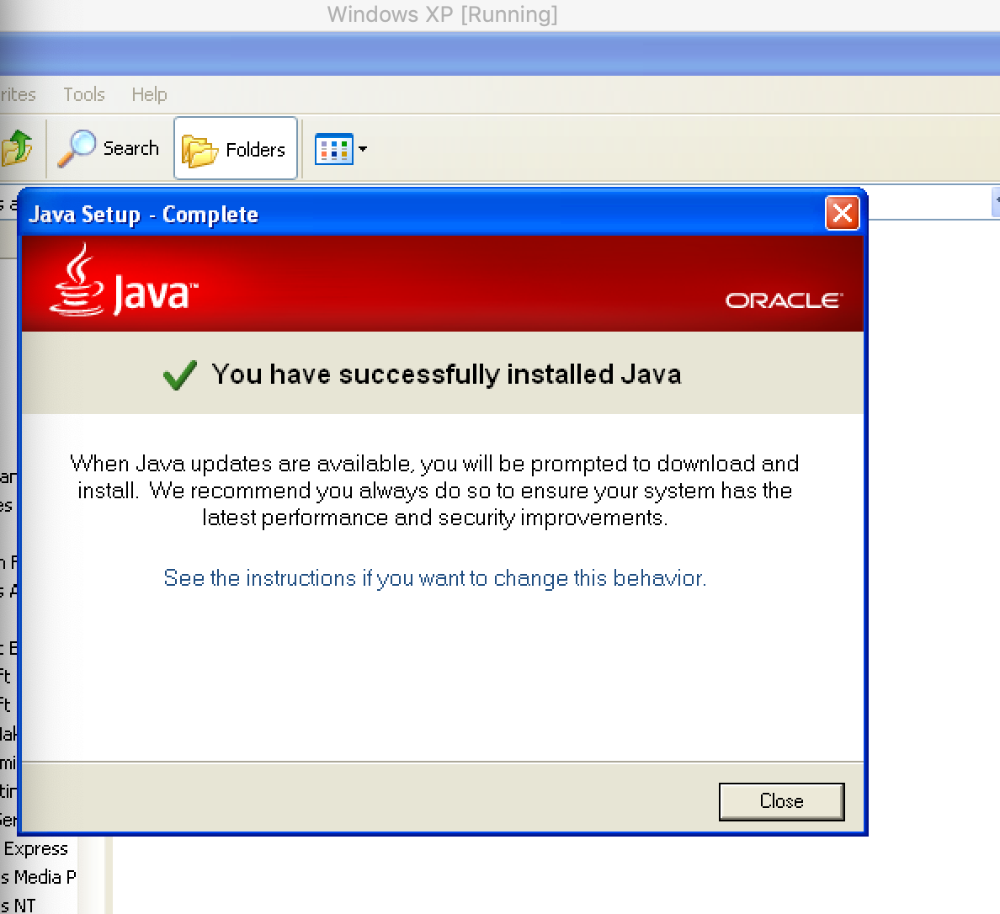 Windows XP [Running]
rites Tools Help
Search Folders
s a
Java Setup - Complete
Java™
ORACLE
You have successfully installed Java
When Java updates are available, you will be prompted to download and
install. We recommend you always do so to ensure your system has the
latest performance and security improvements.
See the instructions if you want to change this behavior.
Close
Express
s Media P
s NT